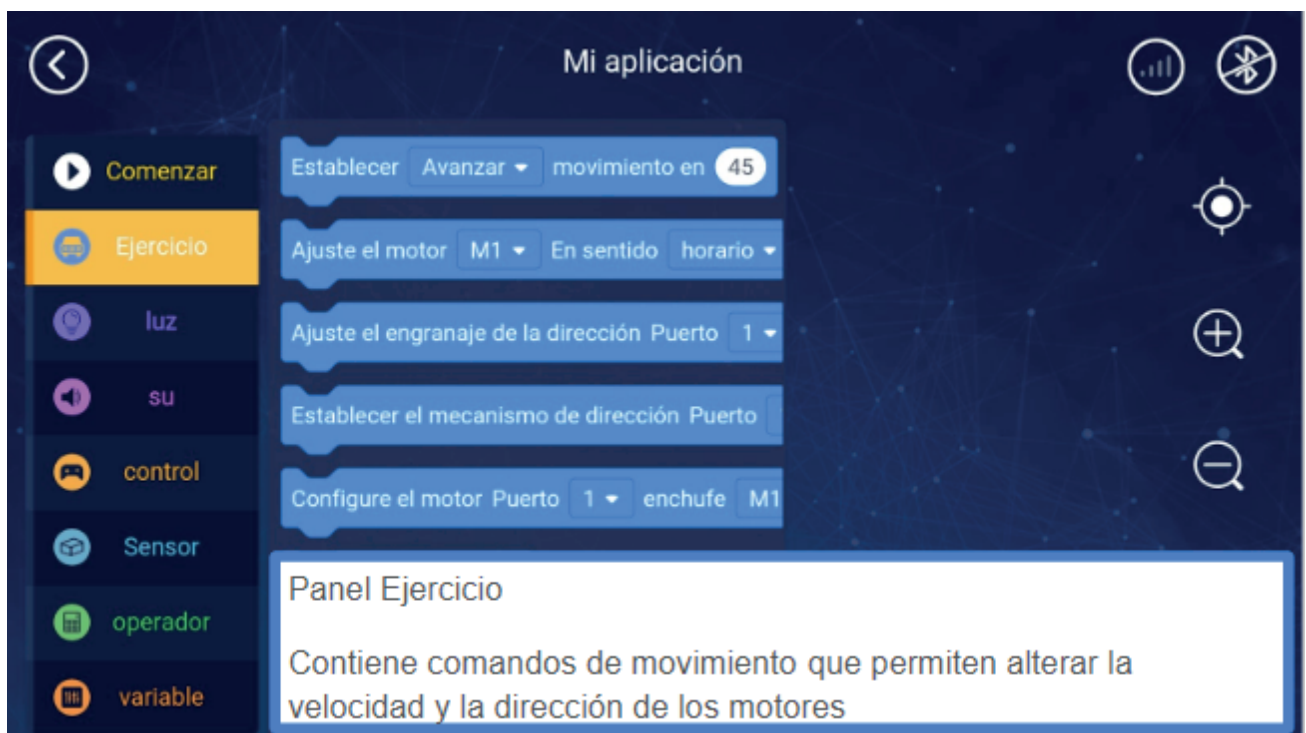 Mi aplicación
Comenzar
Ejercicio
luz
su
control
Sensor
operador
variable
Establecer Avanzar movimiento en 45
Ajuste el motor M1 En sentido horario
Ajuste el engranaje de la dirección Puerto 1
Establecer el mecanismo de dirección Puerto
Configure el motor Puerto 1 enchufe M1
Panel Ejercicio
Contiene comandos de movimiento que permiten alterar la
velocidad y la dirección de los motores